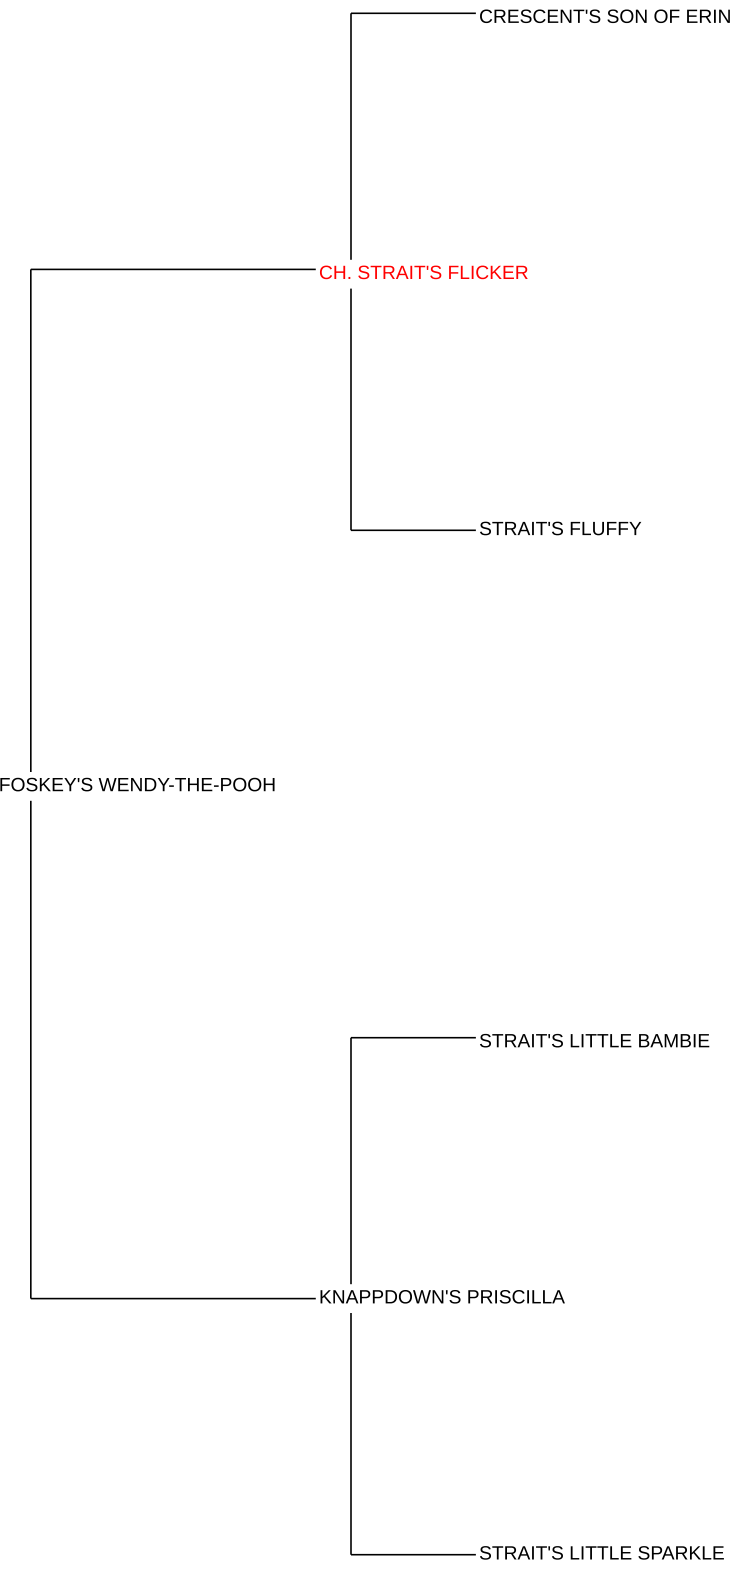 CRESCENT'S SON OF ERIN
CH. STRAIT'S FLICKER
STRAIT'S FLUFFY
FOSKEY'S WENDY-THE-POOH
STRAIT'S LITTLE BAMBIE
KNAPPDOWN'S PRISCILLA
STRAIT'S LITTLE SPARKLE